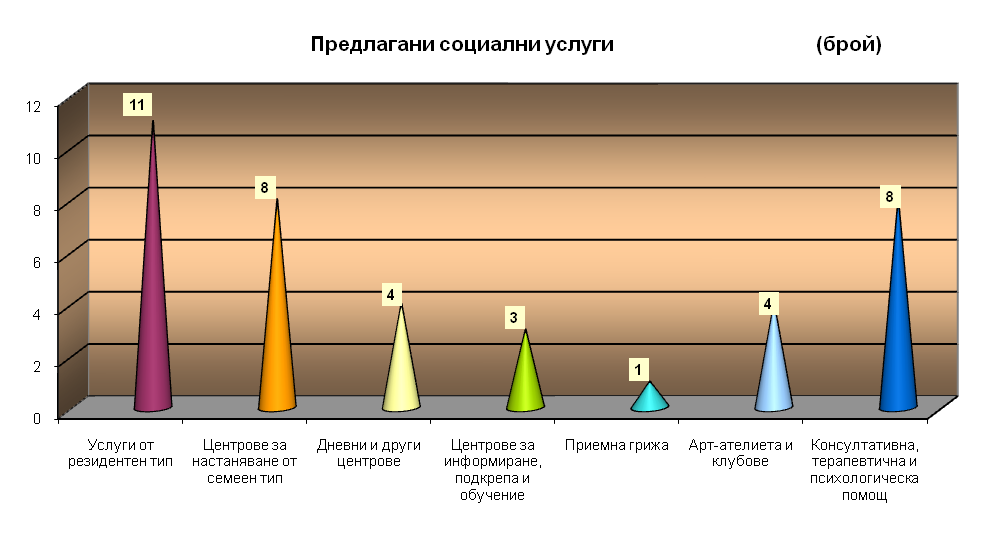 Предлагани социални услуги (брой)
12
10
8
6
4
2
0
11
8
4
3
1
4
8
Услуги от
резидентен тип
Центрове за
настаняване от
семеен тип
Дневни и други
центрове
Центрове за
информиране,
подкрепа и
обучение
Приемна грижа
Арт-ателиета и
клубове
Консултативна,
терапевтична и
психологическа
помощ